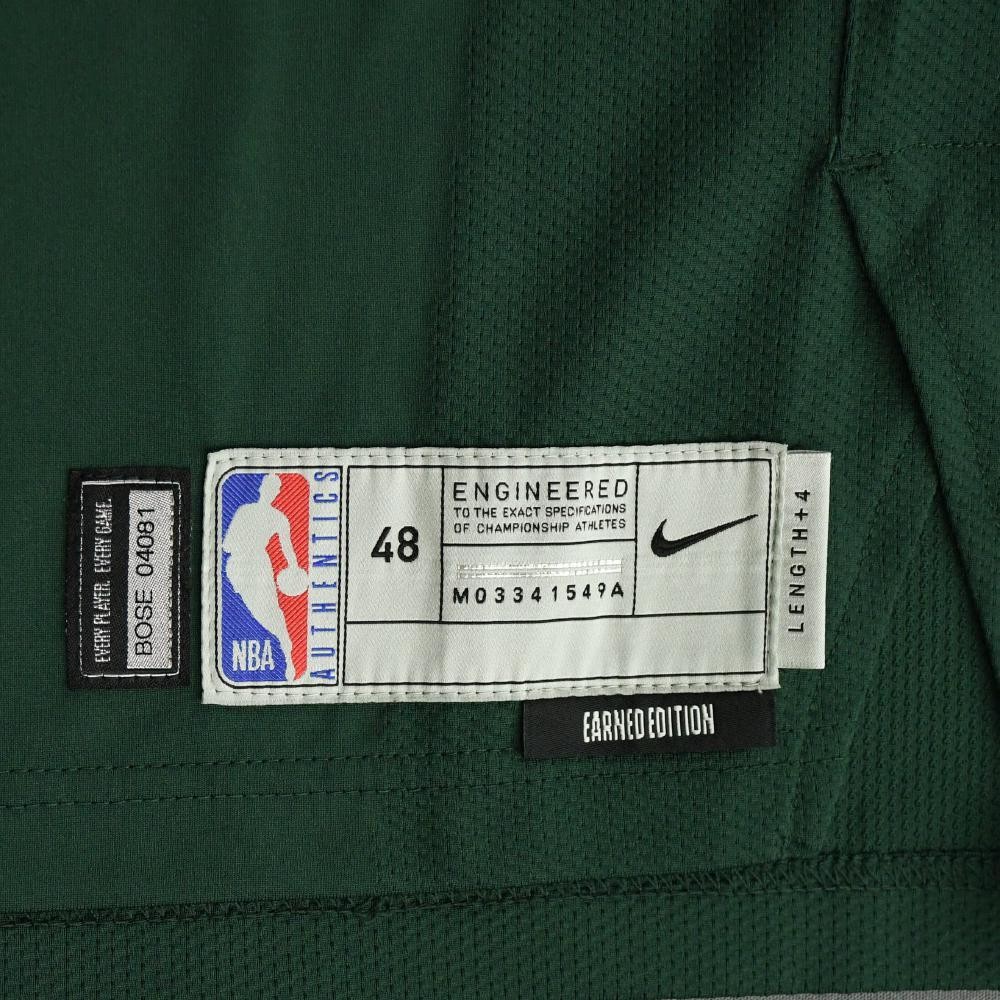 EVERY PLAYER. EVERY GAME.
BOSE 04081
NBA
AUTHENTICS
48
ENGINEERED
TO THE EXACT SPECIFICATIONS
OF CHAMPIONSHIP ATHLETES
M03341549A
LENGTH+4
EARNED EDITION